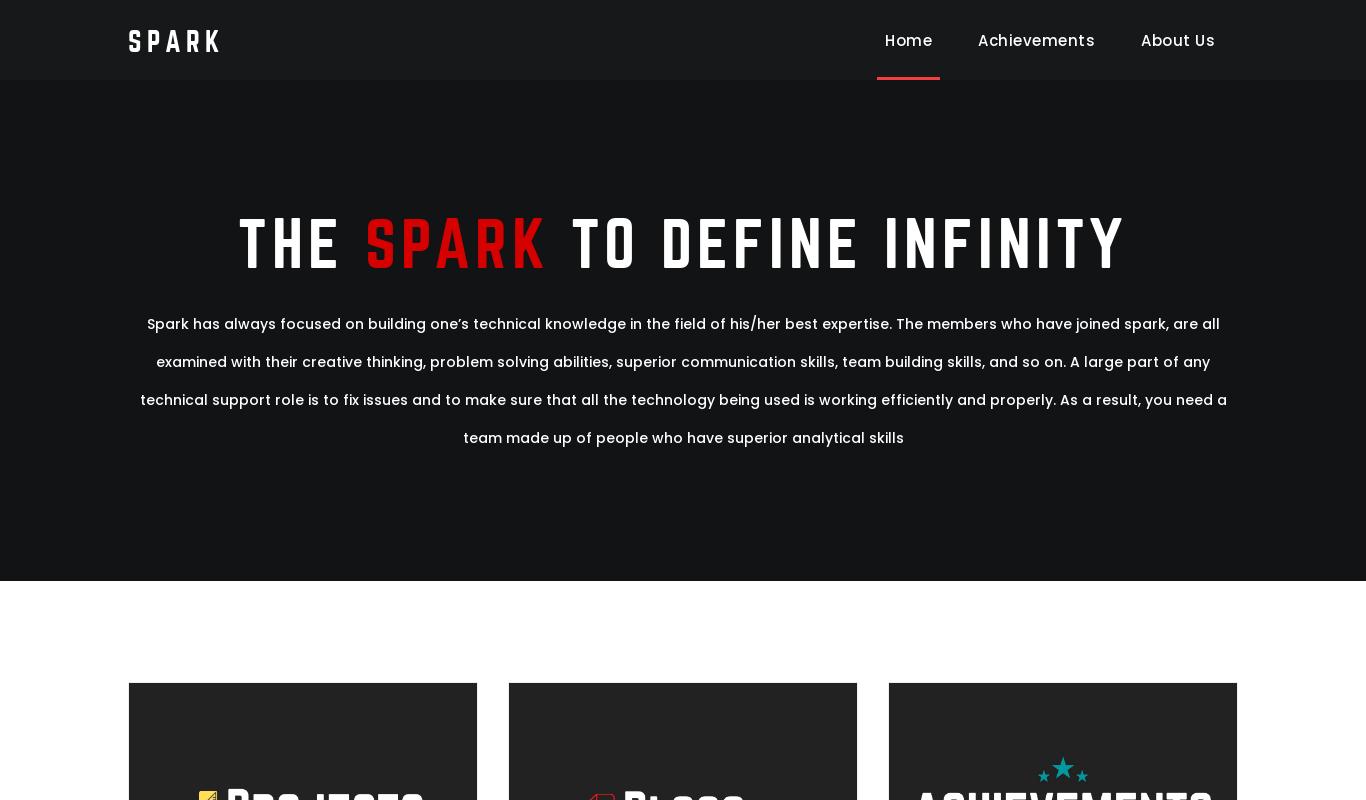 SPARK
Home Achievements About Us
THE SPARK TO DEFINE INFINITY
Spark has always focused on building one’s technical knowledge in the field of his/her best expertise. The members who have joined spark, are all
examined with their creative thinking, problem solving abilities, superior communication skills, team building skills, and so on. A large part of any
technical support role is to fix issues and to make sure that all the technology being used is working efficiently and properly. As a result, you need a
team made up of people who have superior analytical skills
PROJECTS BLOGS ACHIEVEMENTS